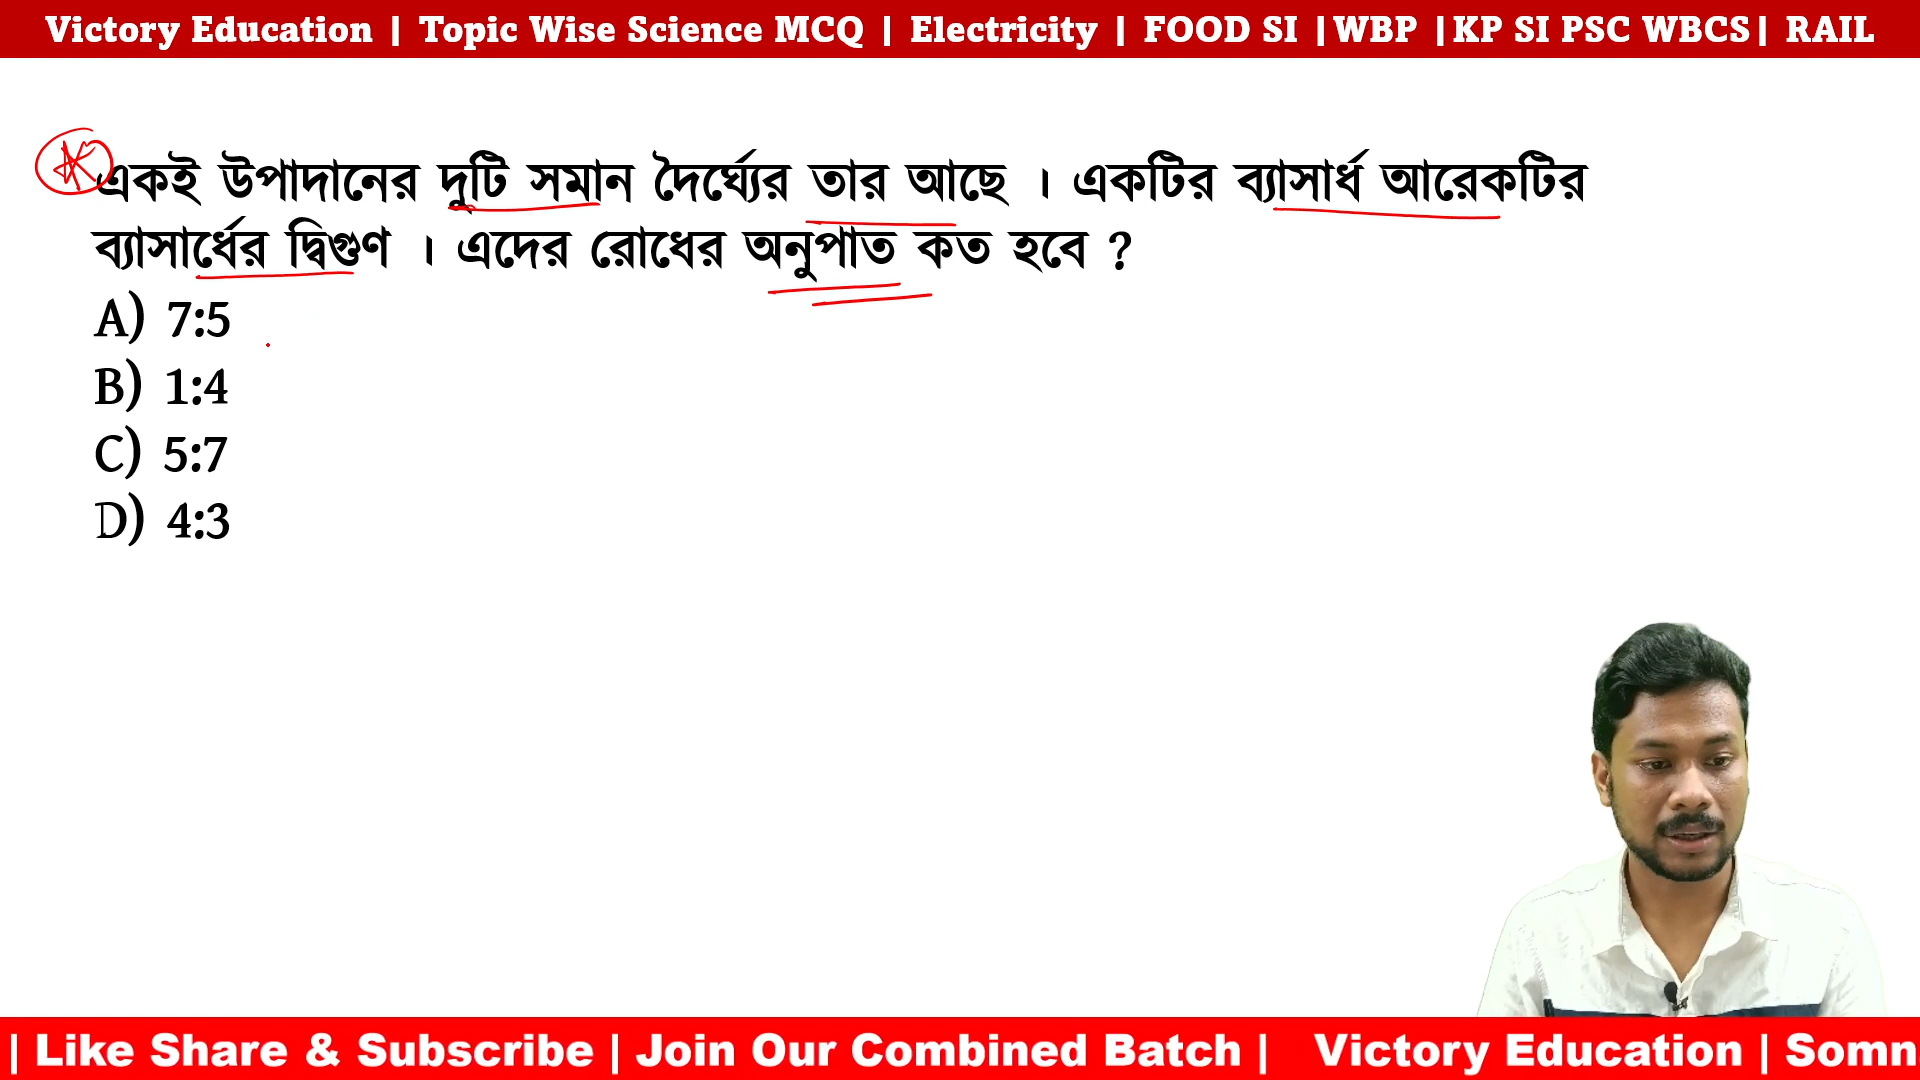 Victory Education | Topic Wise Science MCQ | Electricity | FOOD SI |WBP |KP SI PSC WBCS| RAIL
একই উপাদানের দুটি সমান দৈর্ঘ্যের তার আছে । একটির ব্যাসার্ধ আরেকটির
ব্যাসার্ধের দ্বিগুণ । এদের রোধের অনুপাত কত হবে ?
A) 7:5
B) 1:4
C) 5:7
D) 4:3
| Like Share & Subscribe | Join Our Combined Batch | Victory Education | Somn